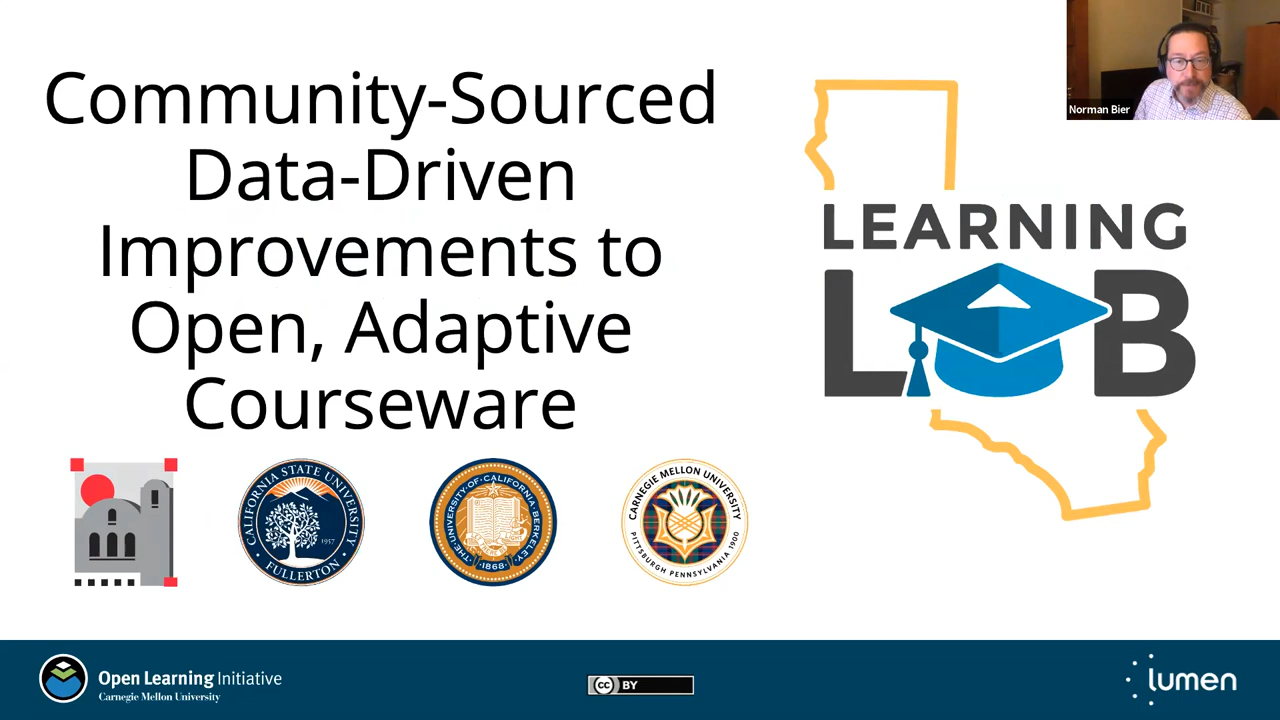 Community-Sourced
Data-Driven
Improvements to
Open, Adaptive
Courseware
Norman Bier
LEARNING
LAB
CALIFORNIA STATE UNIVERSITY
1957
FULLERTON
THE UNIVERSITY OF CALIFORNIA BERKELEY
1868
CARNEGIE MELLON UNIVERSITY
PITTSBURGH PENNSYLVANIA 1900
Open Learning Initiative
Carnegie Mellon University
cc BY
lumen